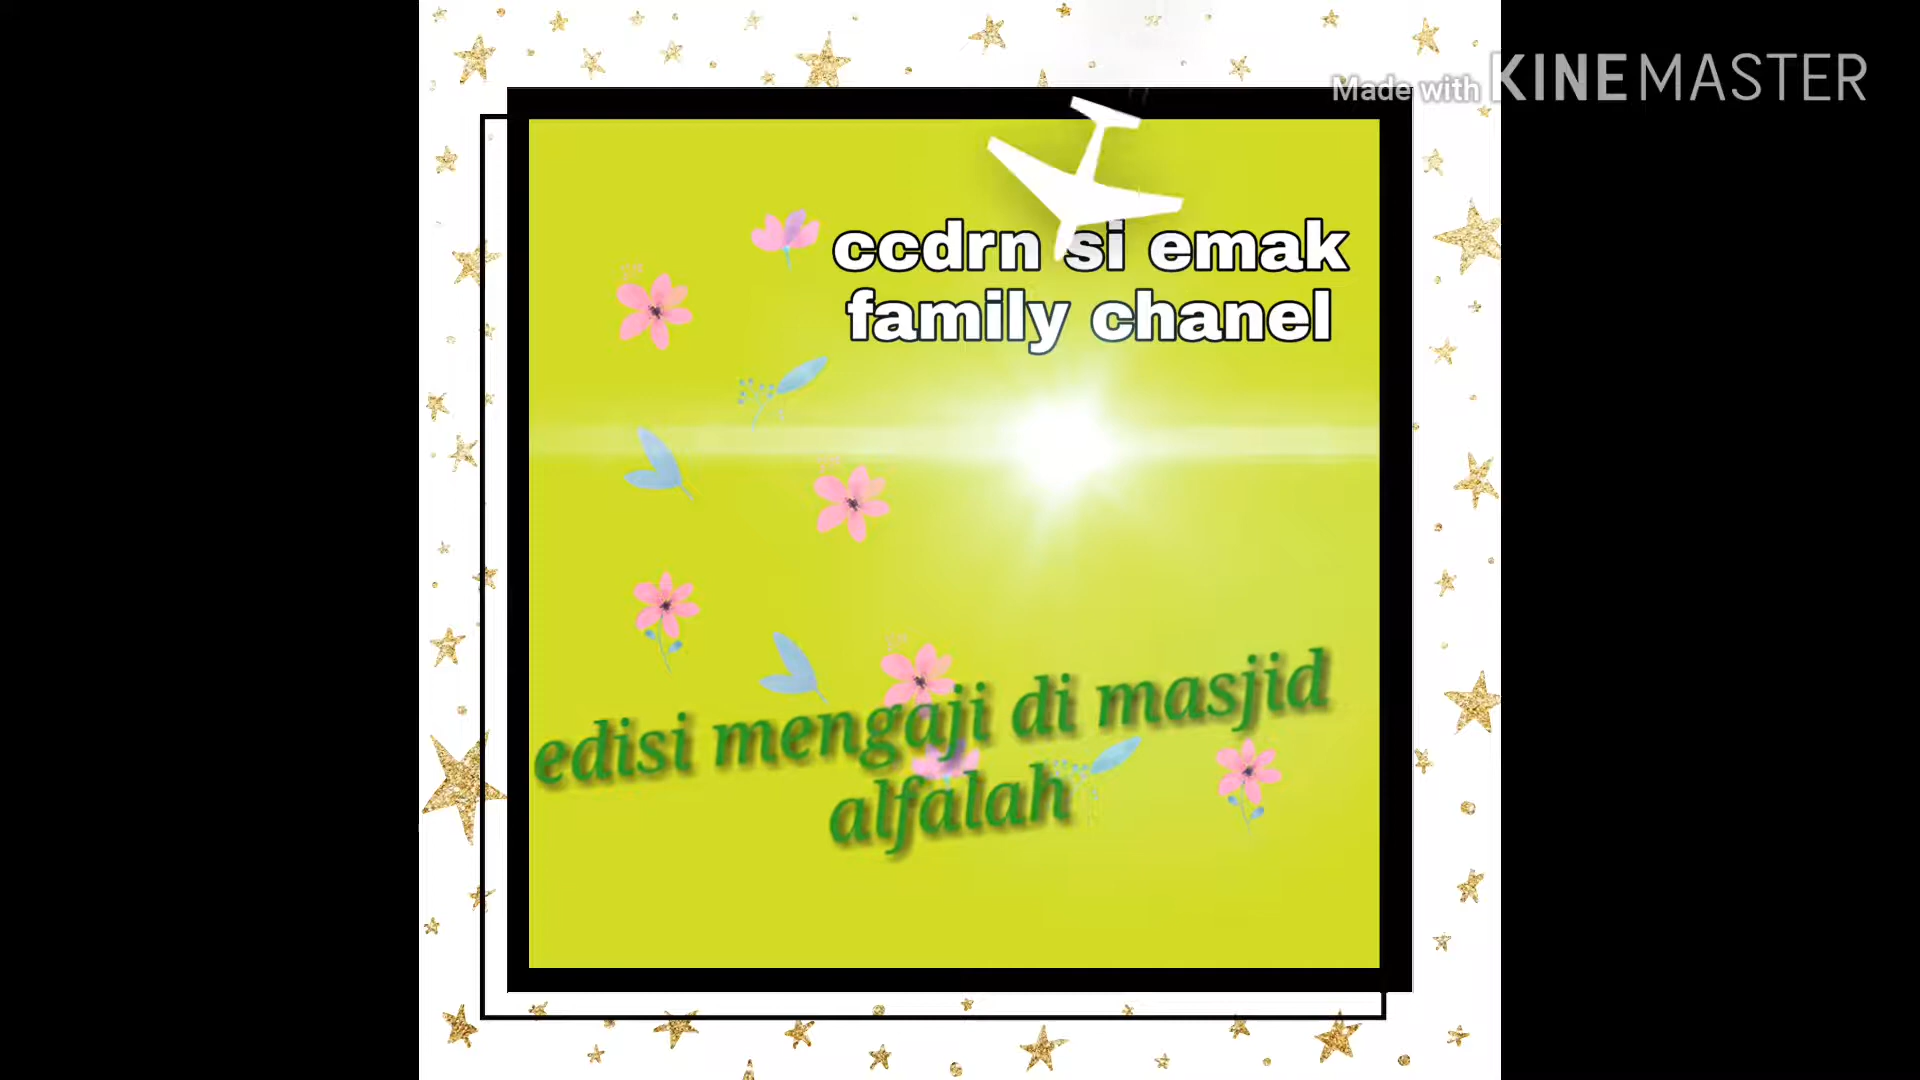 Made with KINEMASTER
ccdrn si emak
family chanel
edisi mengaji di masjid
alfalah